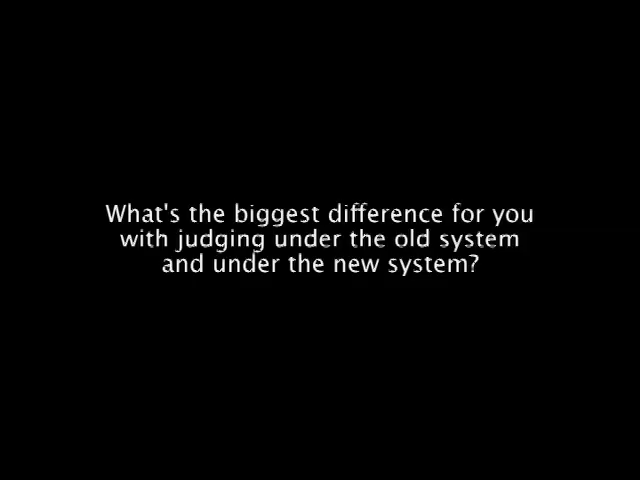 What's the biggest difference for you
with judging under the old system
and under the new system?